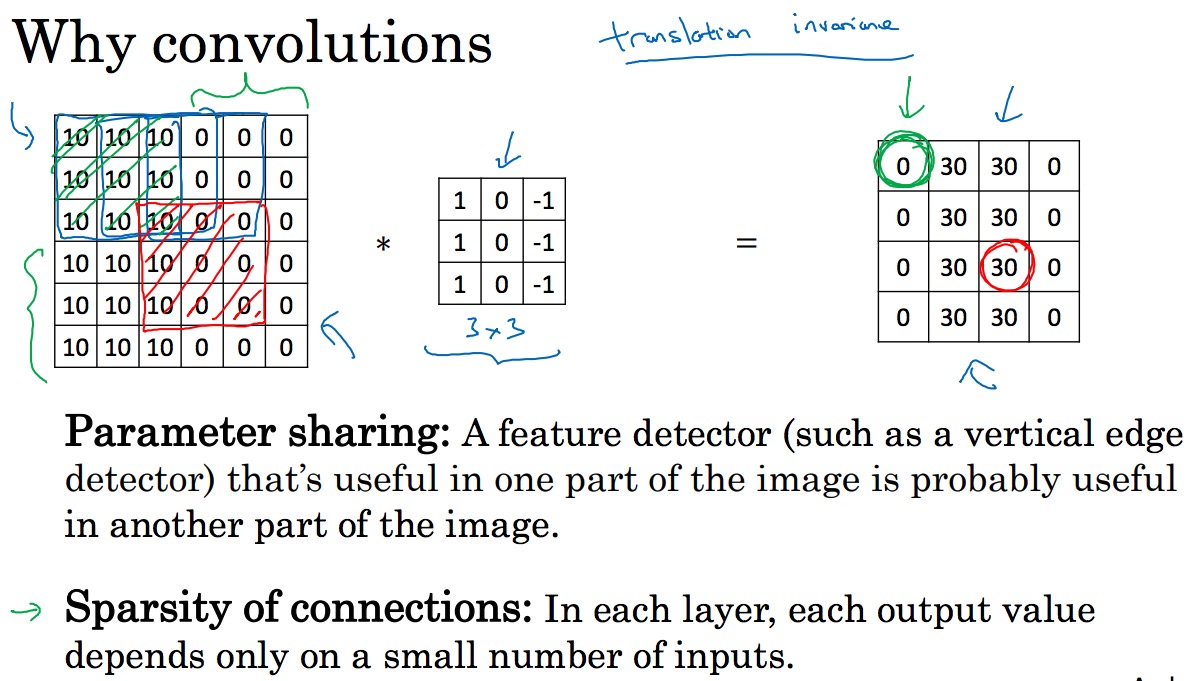 Why convolutions
translation invariance
10 10 10 0 0 0
10 10 10 0 0 0
10 10 10 0 0 0
10 10 10 0 0 0
10 10 10 0 0 0
10 10 10 0 0 0
*
1 0 -1
1 0 -1
1 0 -1
3×3
=
0 30 30 0
0 30 30 0
0 30 30 0
0 30 30 0
Parameter sharing: A feature detector (such as a vertical edge
detector) that's useful in one part of the image is probably useful
in another part of the image.
Sparsity of connections: In each layer, each output value
depends only on a small number of inputs.